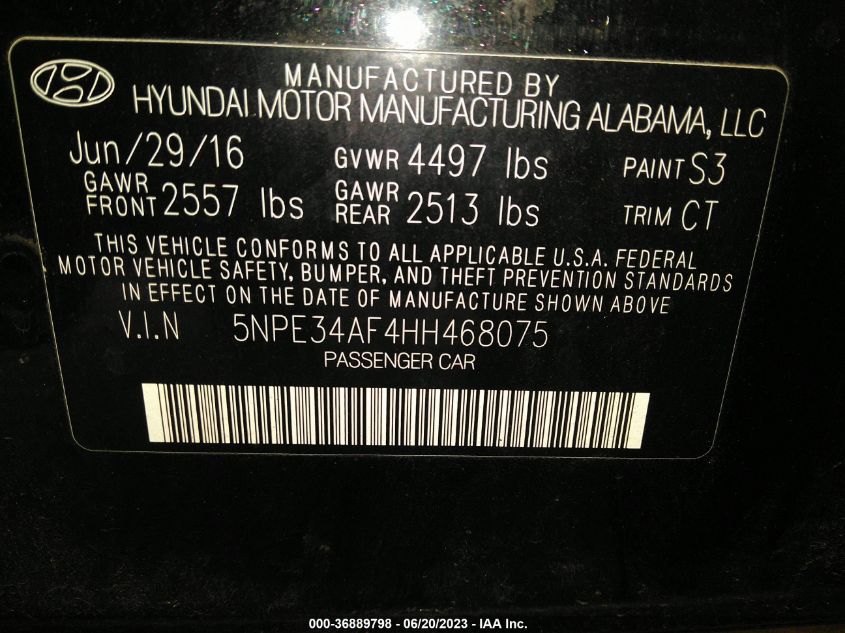 MANUFACTURED BY
HYUNDAI MOTOR MANUFACTURING ALABAMA, LLC
Jun/29/16 GVWR 4497 lbs PAINT S3
GAWR FRONT 2557 lbs GAWR REAR 2513 lbs TRIM CT
THIS VEHICLE CONFORMS TO ALL APPLICABLE U.S.A. FEDERAL
MOTOR VEHICLE SAFETY, BUMPER, AND THEFT PREVENTION STANDARDS
IN EFFECT ON THE DATE OF MANUFACTURE SHOWN ABOVE
V.I.N 5NPE34AF4HH468075
PASSENGER CAR
000-36889798 - 06/20/2023 - IAA Inc.